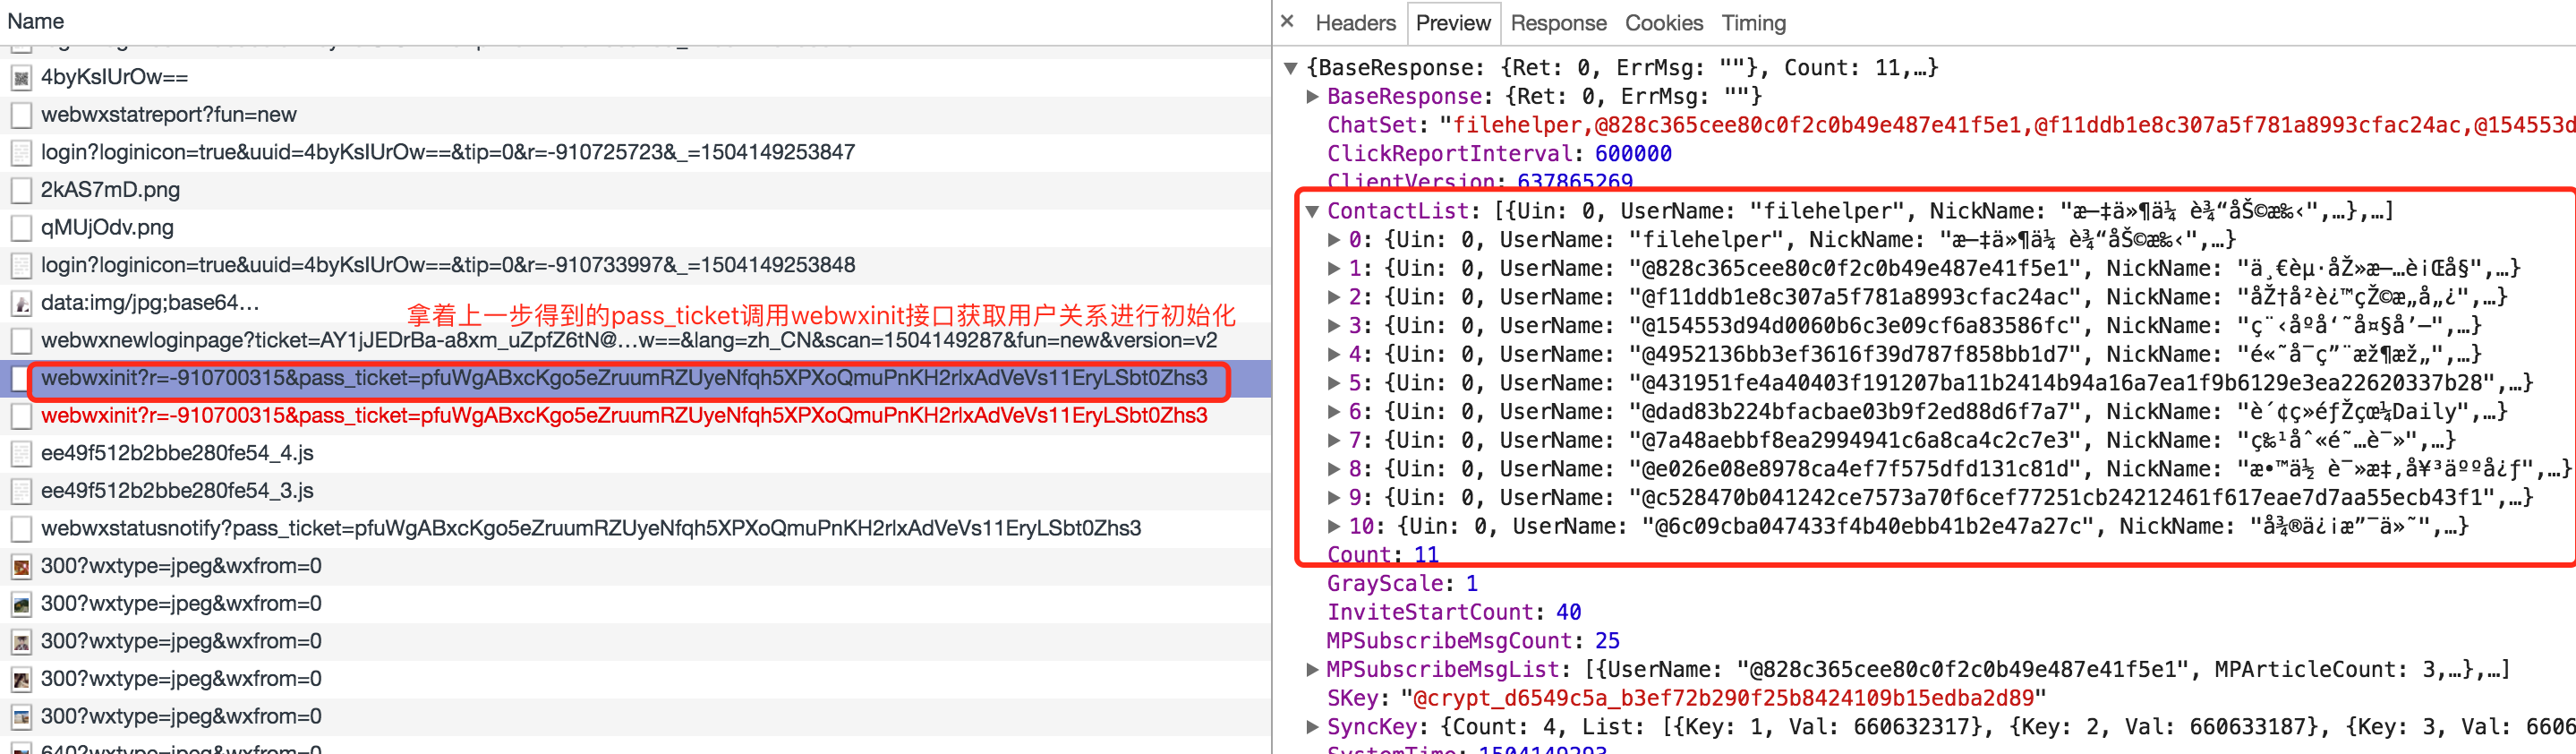 Name
4byKsIUrOw==
webwxstatreport?fun=new
login?loginicon=true&uuid=4byKsIUrOw==&tip=0&r=-910725723&_=1504149253847
2kAS7mD.png
qMUjOdv.png
login?loginicon=true&uuid=4byKsIUrOw==&tip=0&r=-910733997&_=1504149253848
data:img/jpg;base64…
拿着上一步得到的pass_ticket调用webwxinit接口获取用户关系进行初始化
webwxnewloginpage?ticket=AY1jJEDrBa-a8xm_uZpfZ6tN@…w==&lang=zh_CN&scan=1504149287&fun=new&version=v2
webwxinit?r=-910700315&pass_ticket=pfuWgABxcKgo5eZruumRZUyeNfqh5XPXoQmuPnKH2rlxAdVeVs11EryLSbt0Zhs3
webwxinit?r=-910700315&pass_ticket=pfuWgABxcKgo5eZruumRZUyeNfqh5XPXoQmuPnKH2rlxAdVeVs11EryLSbt0Zhs3
ee49f512b2bbe280fe54_4.js
ee49f512b2bbe280fe54_3.js
webwxstatusnotify?pass_ticket=pfuWgABxcKgo5eZruumRZUyeNfqh5XPXoQmuPnKH2rlxAdVeVs11EryLSbt0Zhs3
300?wxtype=jpeg&wxfrom=0
300?wxtype=jpeg&wxfrom=0
300?wxtype=jpeg&wxfrom=0
300?wxtype=jpeg&wxfrom=0
300?wxtype=jpeg&wxfrom=0
640?wxtype=jpeg&wxfrom=0
× Headers Preview Response Cookies Timing
{BaseResponse: {Ret: 0, ErrMsg: ""}, Count: 11,…}
BaseResponse: {Ret: 0, ErrMsg: ""}
ChatSet: "filehelper,@828c365cee80c0f2c0b49e487e41f5e1,@f11ddb1e8c307a5f781a8993cfac24ac,@154553d
ClickReportInterval: 600000
ClientVersion: 637865269
ContactList: [{Uin: 0, UserName: "filehelper", NickName: "æ–‡ä»¶ä¼ è¾“åŠ©æ‰‹",…},…]
0: {Uin: 0, UserName: "filehelper", NickName: "æ–‡ä»¶ä¼ è¾“åŠ©æ‰‹",…}
1: {Uin: 0, UserName: "@828c365cee80c0f2c0b49e487e41f5e1", NickName: "ä¸€èµ·åŽ»æ—…è¡Œå§",…}
2: {Uin: 0, UserName: "@f11ddb1e8c307a5f781a8993cfac24ac", NickName: "åŽ†å²è¿™çŽ©æ„å„¿",…}
3: {Uin: 0, UserName: "@154553d94d0060b6c3e09cf6a83586fc", NickName: "ç¨‹åºå‘˜å¤§å’–",…}
4: {Uin: 0, UserName: "@4952136bb3ef3616f39d787f858bb1d7", NickName: "é«˜å¯ç”¨æž¶æž„",…}
5: {Uin: 0, UserName: "@431951fe4a40403f191207ba11b2414b94a16a7ea1f9b6129e3ea22620337b28",…}
6: {Uin: 0, UserName: "@dad83b224bfacbae03b9f2ed88d6f7a7", NickName: "è´¢ç»éƒŽçœ¼Daily",…}
7: {Uin: 0, UserName: "@7a48aebbf8ea2994941c6a8ca4c2c7e3", NickName: "ç‰¹åˆ«é˜…è¯»",…}
8: {Uin: 0, UserName: "@e026e08e8978ca4ef7f575dfd131c81d", NickName: "æ•™ä½ è¯»æ‡‚å¥³äººå¿ƒ",…}
9: {Uin: 0, UserName: "@c528470b041242ce7573a70f6cef77251cb24212461f617eae7d7aa55ecb43f1",…}
10: {Uin: 0, UserName: "@6c09cba047433f4b40ebb41b2e47a27c", NickName: "å¾®ä¿¡æ”¯ä»˜",…}
Count: 11
GrayScale: 1
InviteStartCount: 40
MPSubscribeMsgCount: 25
MPSubscribeMsgList: [{UserName: "@828c365cee80c0f2c0b49e487e41f5e1", MPArticleCount: 3,…},…]
SKey: "@crypt_d6549c5a_b3ef72b290f25b8424109b15edba2d89"
SyncKey: {Count: 4, List: [{Key: 1, Val: 660632317}, {Key: 2, Val: 660633187}, {Key: 3, Val: 6606
SystemTime: 1504149293